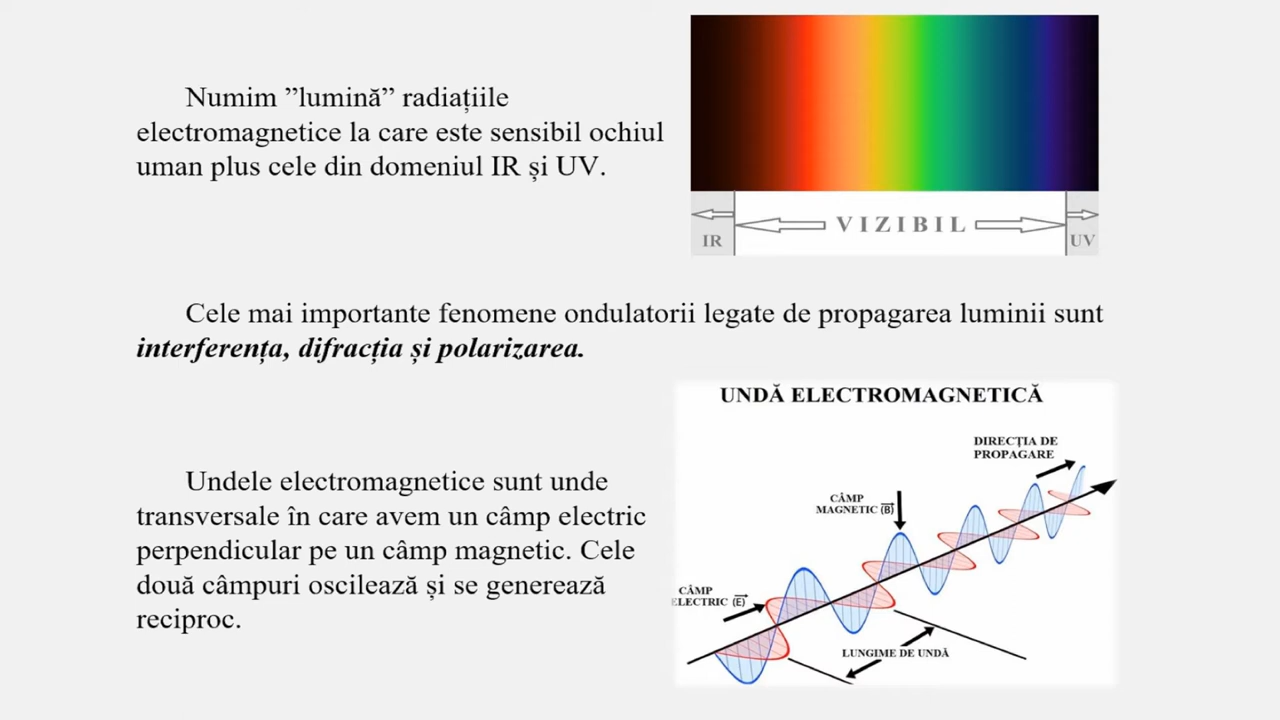 Numim ”lumină” radiațiile
electromagnetice la care este sensibil ochiul
uman plus cele din domeniul IR și UV.
VIZIBIL
IR
UV
Cele mai importante fenomene ondulatorii legate de propagarea luminii sunt
interferența, difracția și polarizarea.
UNDĂ ELECTROMAGNETICĂ
DIRECȚIA DE
PROPAGARE
CÂMP
MAGNETIC (B)
CÂMP
ELECTRIC (E)
LUNGIME DE UNDĂ
Undele electromagnetice sunt unde
transversale în care avem un câmp electric
perpendicular pe un câmp magnetic. Cele
două câmpuri oscilează și se generează
reciproc.